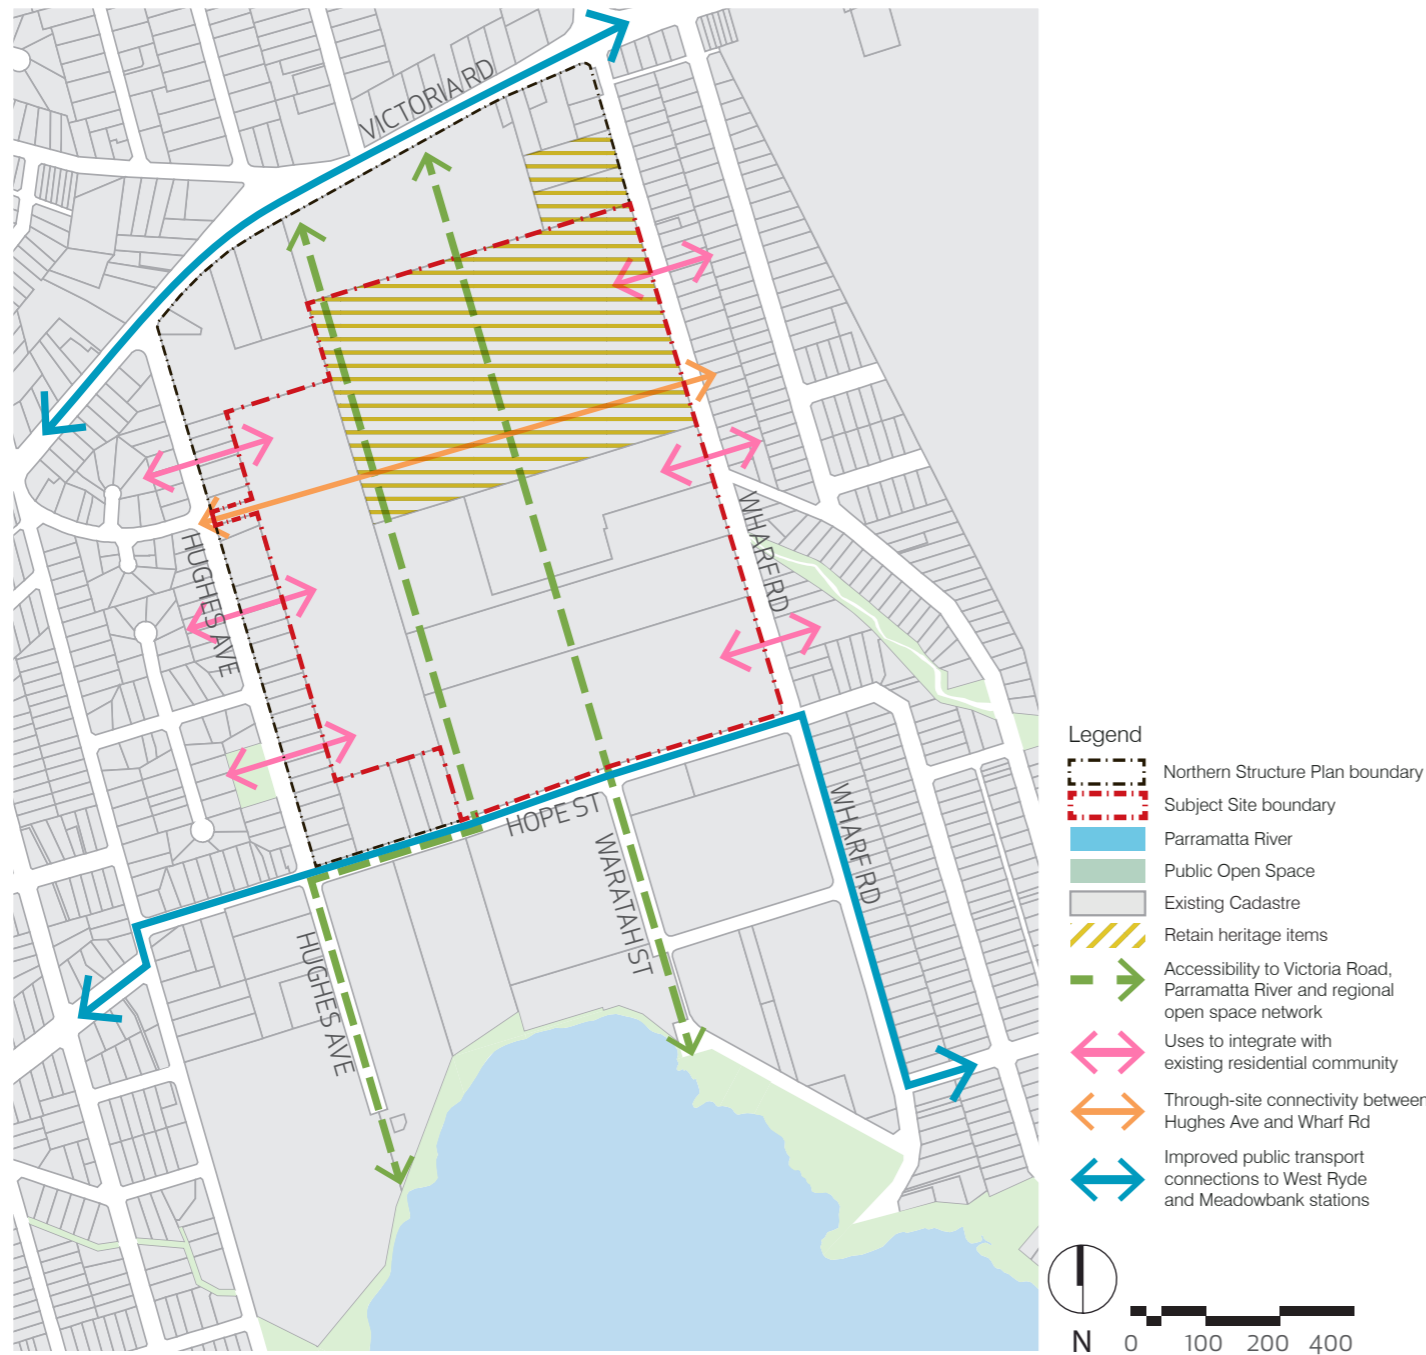 VICTORIA RD
HUGHES AVE
WHARF RD
HOPE ST
WARATAH ST
WHARF RD
HUGHES AVE
Legend
Northern Structure Plan boundary
Subject Site boundary
Parramatta River
Public Open Space
Existing Cadastre
Retain heritage items
Accessibility to Victoria Road,
Parramatta River and regional
open space network
Uses to integrate with
existing residential community
Through-site connectivity between
Hughes Ave and Wharf Rd
Improved public transport
connections to West Ryde
and Meadowbank stations
N
0 100 200 400